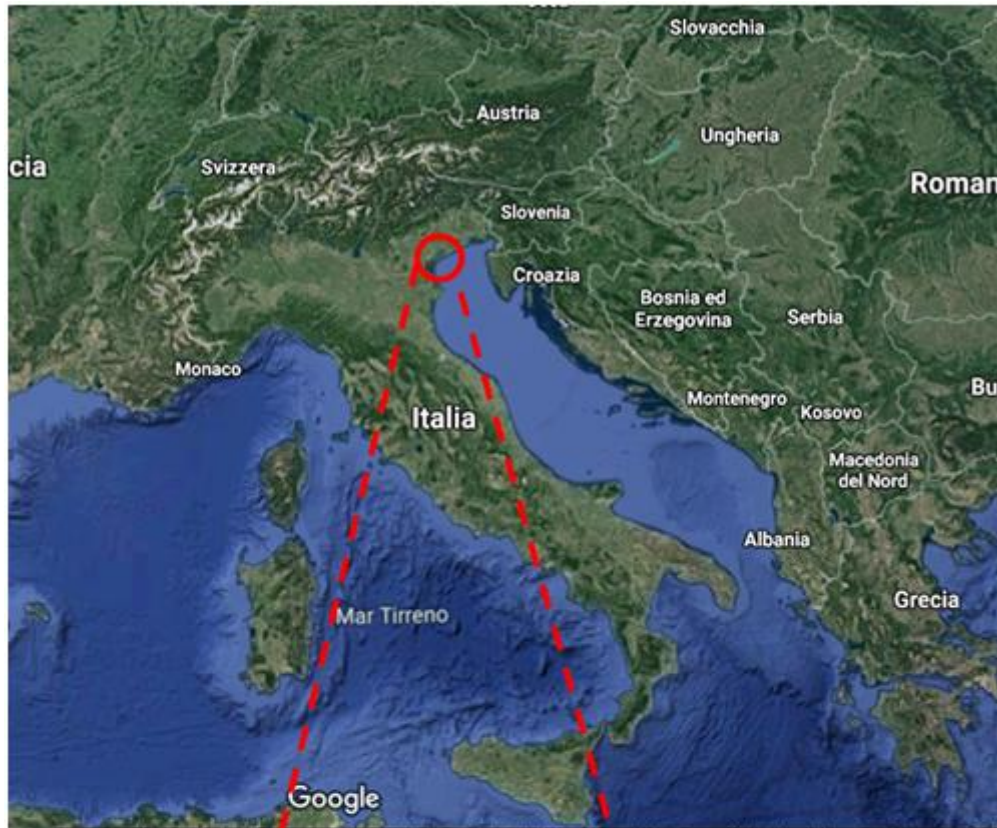 Slovacchia
Austria
Ungheria
cia
Svizzera
Roman
Slovenia
Croazia
Bosnia ed
Erzegovina
Serbia
Monaco
Italia
Montenegro
Kosovo
Bu
Macedonia
del Nord
Albania
Grecia
Mar Tirreno
Google